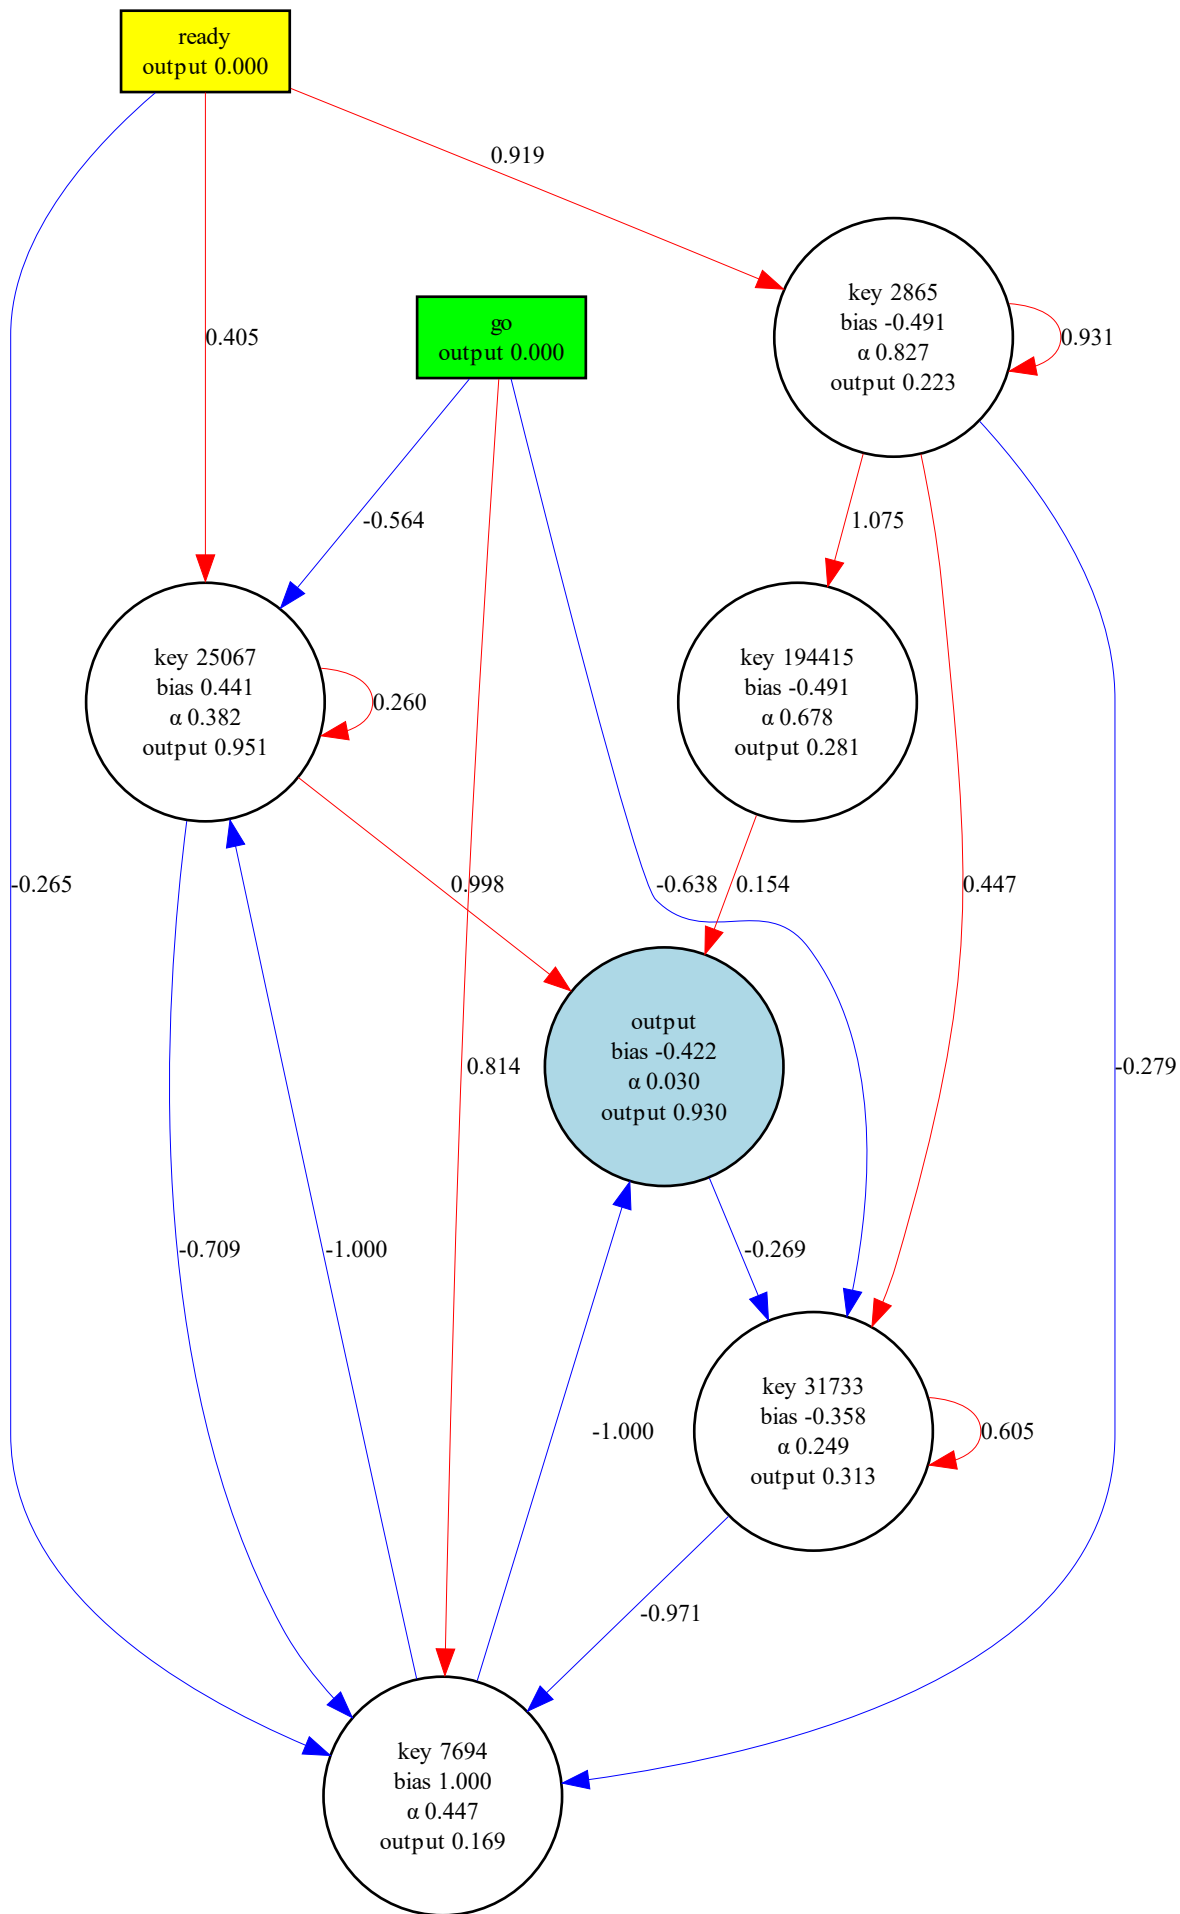 ready
output 0.000
0.919
key 2865
bias -0.491
α 0.827
output 0.223
0.931
go
output 0.000
0.405
-0.564
1.075
key 25067
bias 0.441
α 0.382
output 0.951
0.260
key 194415
bias -0.491
α 0.678
output 0.281
-0.265
0.998
-0.638
0.154
0.447
output
bias -0.422
α 0.030
output 0.930
0.814
-0.279
-0.709
-1.000
-0.269
key 31733
bias -0.358
α 0.249
output 0.313
-1.000
0.605
-0.971
key 7694
bias 1.000
α 0.447
output 0.169